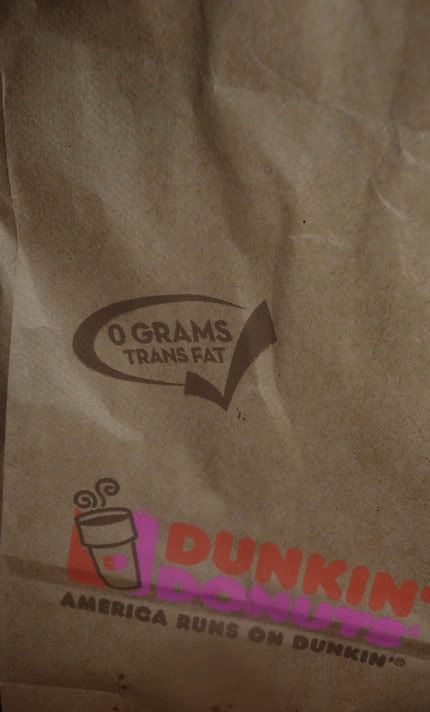 0 GRAMS
TRANS FAT
DUNKIN'
DONUTS®
AMERICA RUNS ON DUNKIN'®